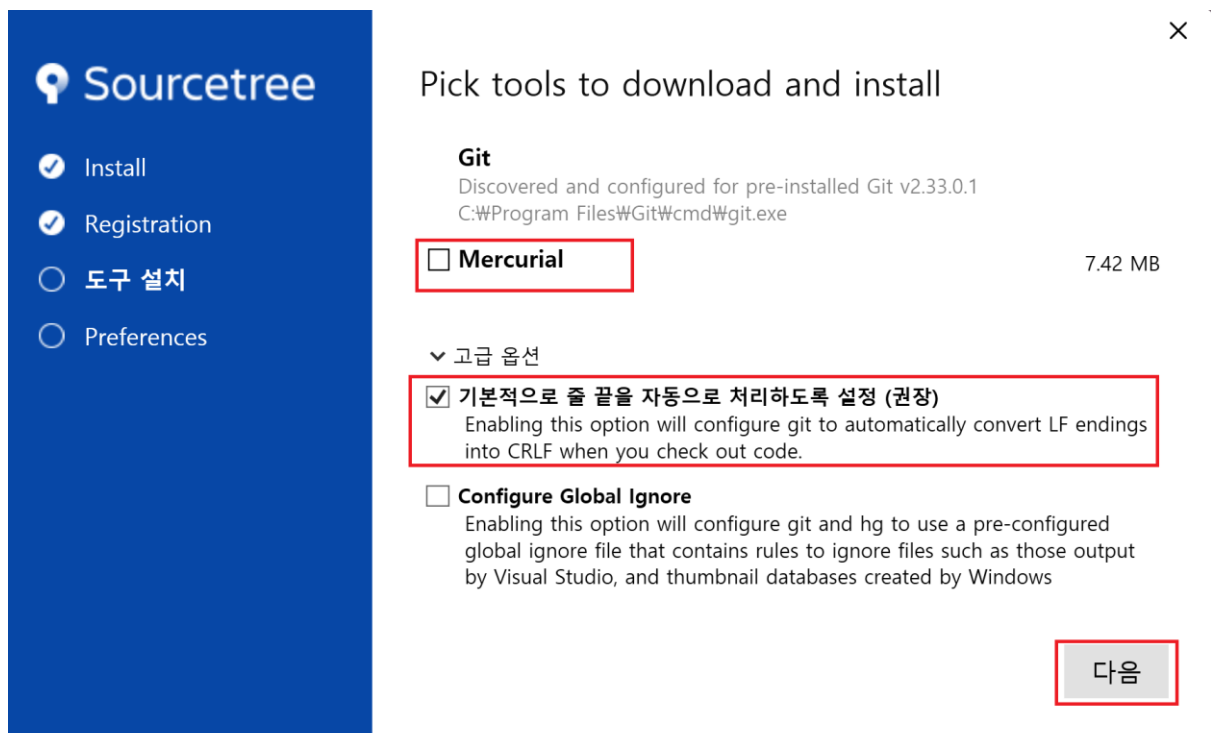 Sourcetree
Install
Registration
도구 설치
Preferences
Pick tools to download and install
Git
Discovered and configured for pre-installed Git v2.33.0.1
C:₩Program Files₩Git₩cmd₩git.exe
Mercurial 7.42 MB
고급 옵션
기본적으로 줄 끝을 자동으로 처리하도록 설정 (권장)
Enabling this option will configure git to automatically convert LF endings
into CRLF when you check out code.
Configure Global Ignore
Enabling this option will configure git and hg to use a pre-configured
global ignore file that contains rules to ignore files such as those output
by Visual Studio, and thumbnail databases created by Windows
다음